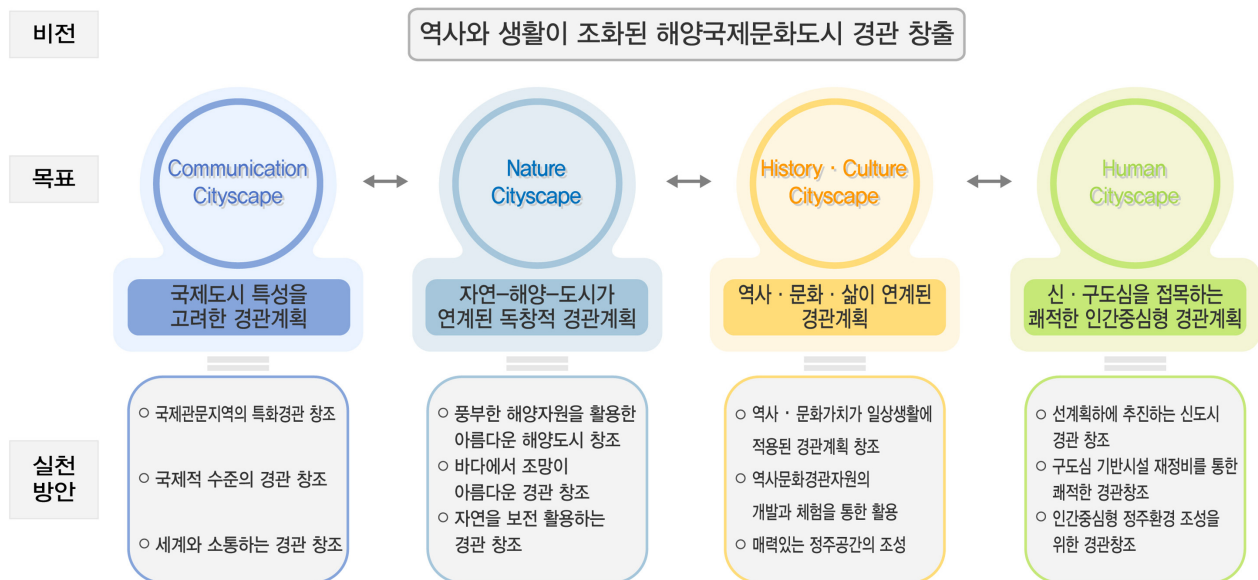 비전
역사와 생활이 조화된 해양국제문화도시 경관 창출
목표
Communication
Cityscape
국제도시 특성을
고려한 경관계획
Nature
Cityscape
자연-해양-도시가
연계된 독창적 경관계획
History · Culture
Cityscape
역사 · 문화 · 삶이 연계된
경관계획
Human
Cityscape
신 · 구도심을 접목하는
쾌적한 인간중심형 경관계획
실천
방안
○ 국제관문지역의 특화경관 창조
○ 국제적 수준의 경관 창조
○ 세계와 소통하는 경관 창조
○ 풍부한 해양자원을 활용한
아름다운 해양도시 창조
○ 바다에서 조망이
아름다운 경관 창조
○ 자연을 보전 활용하는
경관 창조
○ 역사 · 문화가치가 일상생활에
적용된 경관계획 창조
○ 역사문화경관자원의
개발과 체험을 통한 활용
○ 매력있는 정주공간의 조성
○ 선계획하에 추진하는 신도시
경관 창조
○ 구도심 기반시설 재정비를 통한
쾌적한 경관창조
○ 인간중심형 정주환경 조성을
위한 경관창조